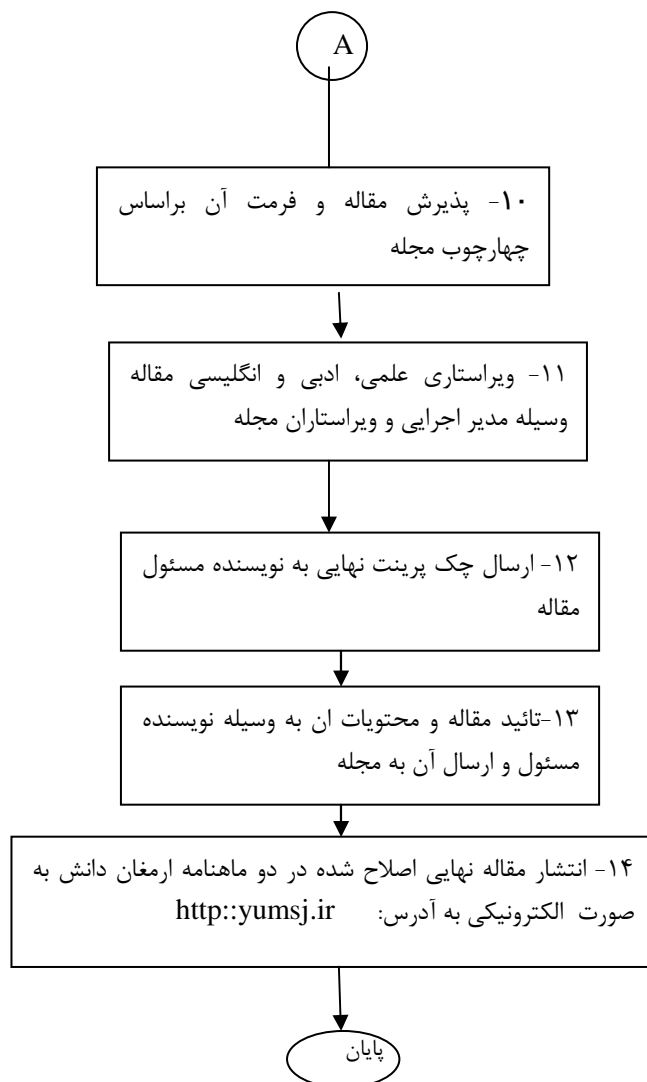 A
۱۰- پذیرش مقاله و فرمت آن براساس
چهارچوب مجله
۱۱- ویراستاری علمی، ادبی و انگلیسی مقاله
وسیله مدیر اجرایی و ویراستاران مجله
۱۲- ارسال چک پرینت نهایی به نویسنده مسئول
مقاله
۱۳-تائید مقاله و محتویات ان به وسیله نویسنده
مسئول و ارسال آن به مجله
۱۴- انتشار مقاله نهایی اصلاح شده در دو ماهنامه ارمغان دانش به
صورت الکترونیکی به آدرس: http::yumsj.ir
پایان